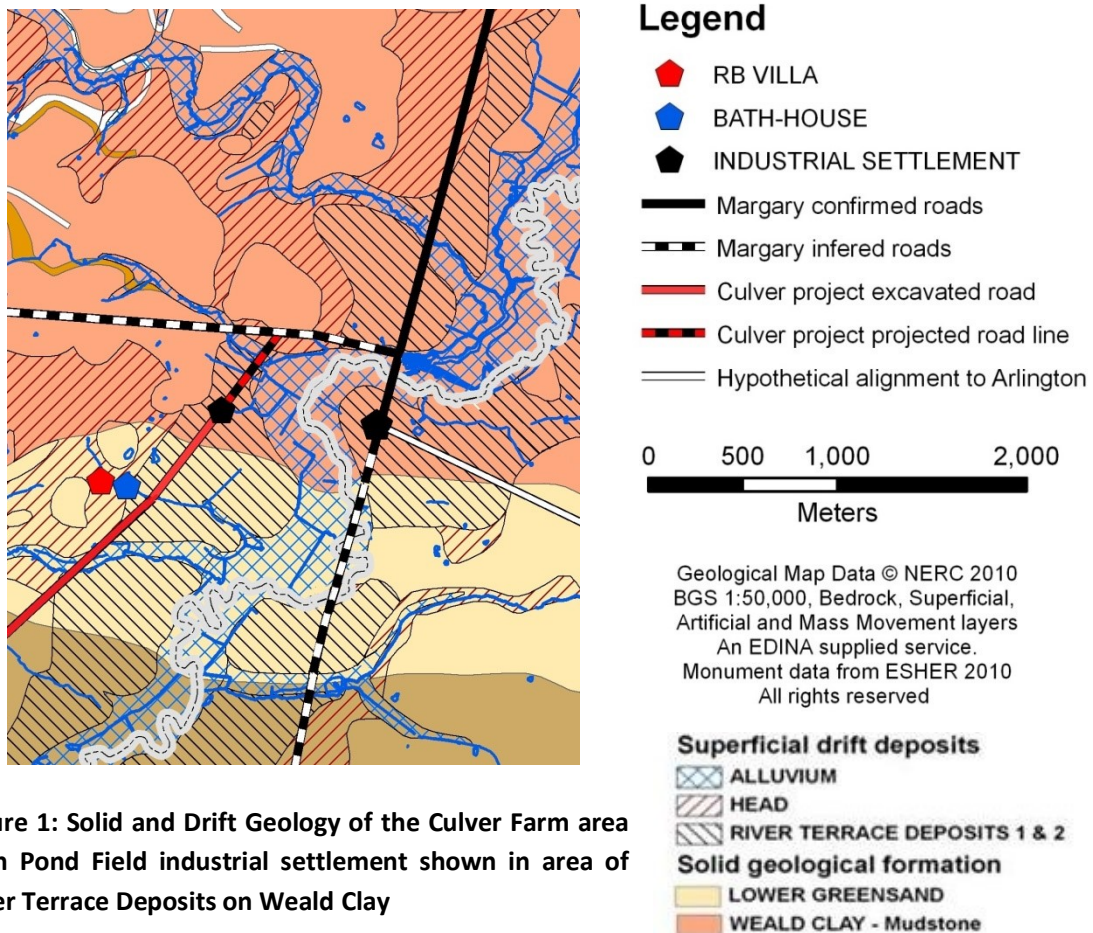 Legend
RB VILLA
BATH-HOUSE
INDUSTRIAL SETTLEMENT
Margary confirmed roads
Margary infered roads
Culver project excavated road
Culver project projected road line
Hypothetical alignment to Arlington
0 500 1,000 2,000
Meters
Geological Map Data © NERC 2010
BGS 1:50,000, Bedrock, Superficial,
Artificial and Mass Movement layers
An EDINA supplied service.
Monument data from ESHER 2010
All rights reserved
Superficial drift deposits
ALLUVIUM
HEAD
RIVER TERRACE DEPOSITS 1 & 2
Solid geological formation
LOWER GREENSAND
WEALD CLAY - Mudstone
ure 1: Solid and Drift Geology of the Culver Farm area
h Pond Field industrial settlement shown in area of
er Terrace Deposits on Weald Clay